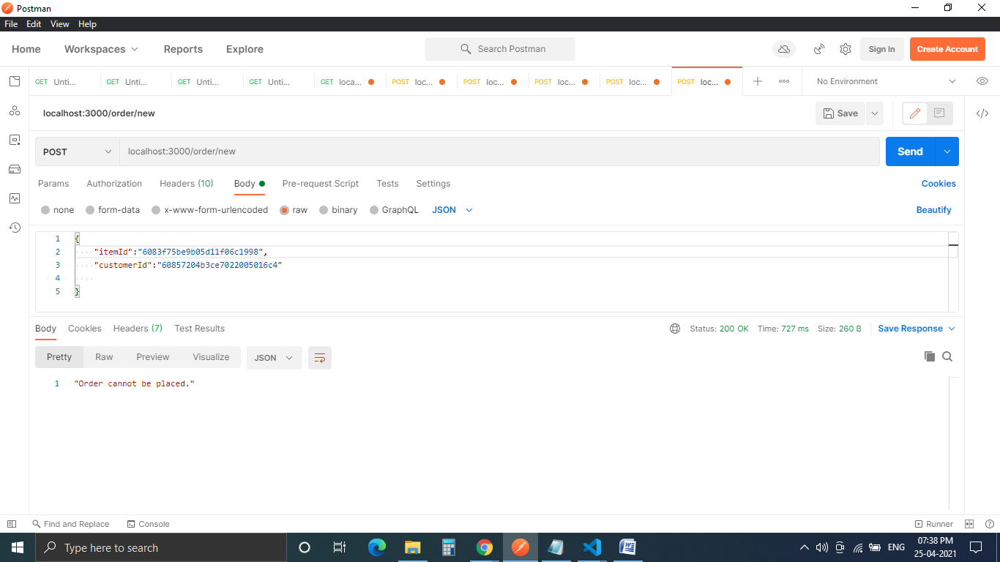 Postman
File Edit View Help
Home Workspaces Reports Explore Search Postman Sign In Create Account
GET Unti... GET Unti... GET Unti... GET Unti... GET loca... POST loc... POST loc... POST loc... POST loc... POST loc... No Environment
localhost:3000/order/new Save
POST localhost:3000/order/new Send
Params Authorization Headers (10) Body Pre-request Script Tests Settings Cookies
none form-data x-www-form-urlencoded raw binary GraphQL JSON Beautify
1 {
2 "itemId":"6083f75be9b05d11f06c1998",
3 "customerId":"60857204b3ce7022005016c4"
4
5 }
Body Cookies Headers (7) Test Results Status: 200 OK Time: 727 ms Size: 260 B Save Response
Pretty Raw Preview Visualize JSON
1 "Order cannot be placed."
Find and Replace Console Runner
Type here to search ENG 07:38 PM
25-04-2021